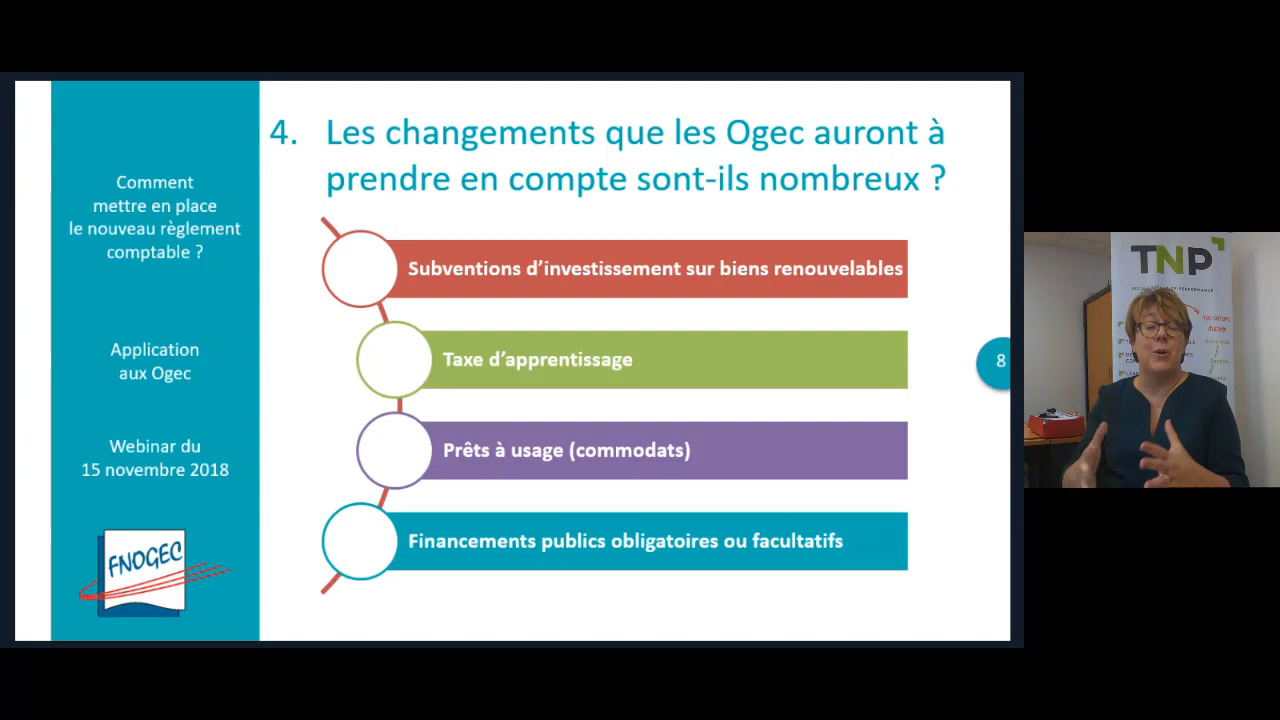 4. Les changements que les Ogec auront à
prendre en compte sont-ils nombreux ?
Comment
mettre en place
le nouveau règlement
comptable ?
Application
aux Ogec
Webinar du
15 novembre 2018
FNOGEC
Subventions d’investissement sur biens renouvelables
Taxe d’apprentissage
Prêts à usage (commodats)
Financements publics obligatoires ou facultatifs
8
TNP